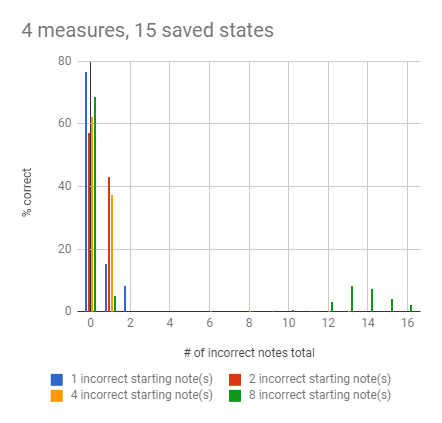 4 measures, 15 saved states
80
60
40
20
0
% correct
0 2 4 6 8 10 12 14 16
# of incorrect notes total
1 incorrect starting note(s) 2 incorrect starting note(s)
4 incorrect starting note(s) 8 incorrect starting note(s)